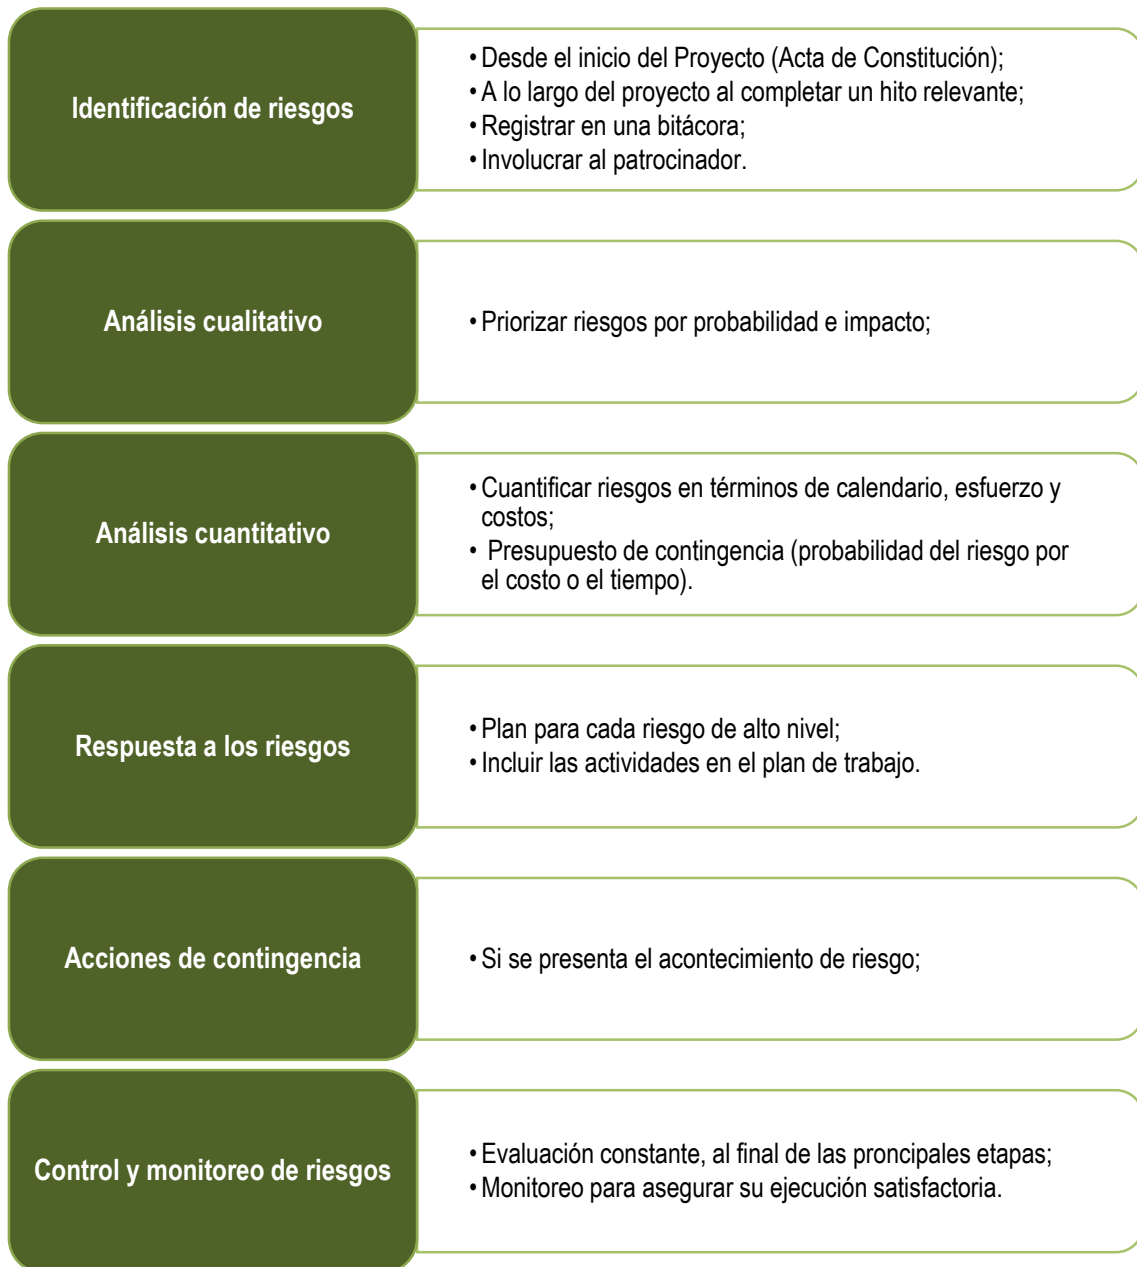 Identificación de riesgos
• Desde el inicio del Proyecto (Acta de Constitución);
• A lo largo del proyecto al completar un hito relevante;
• Registrar en una bitácora;
• Involucrar al patrocinador.
Análisis cualitativo
• Priorizar riesgos por probabilidad e impacto;
Análisis cuantitativo
• Cuantificar riesgos en términos de calendario, esfuerzo y
costos;
• Presupuesto de contingencia (probabilidad del riesgo por
el costo o el tiempo).
Respuesta a los riesgos
• Plan para cada riesgo de alto nivel;
• Incluir las actividades en el plan de trabajo.
Acciones de contingencia
• Si se presenta el acontecimiento de riesgo;
Control y monitoreo de riesgos
• Evaluación constante, al final de las proncipales etapas;
• Monitoreo para asegurar su ejecución satisfactoria.